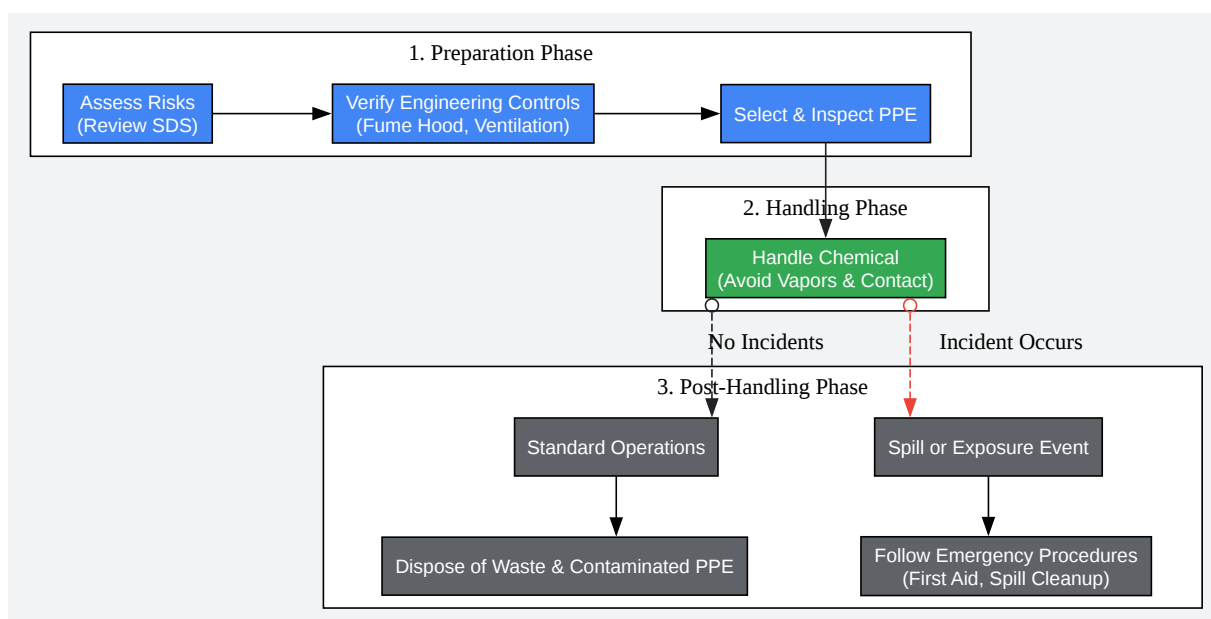 1. Preparation Phase
Assess Risks
(Review SDS)
Verify Engineering Controls
(Fume Hood, Ventilation)
Select & Inspect PPE
2. Handling Phase
Handle Chemical
(Avoid Vapors & Contact)
No Incidents
Incident Occurs
3. Post-Handling Phase
Standard Operations
Spill or Exposure Event
Dispose of Waste & Contaminated PPE
Follow Emergency Procedures
(First Aid, Spill Cleanup)